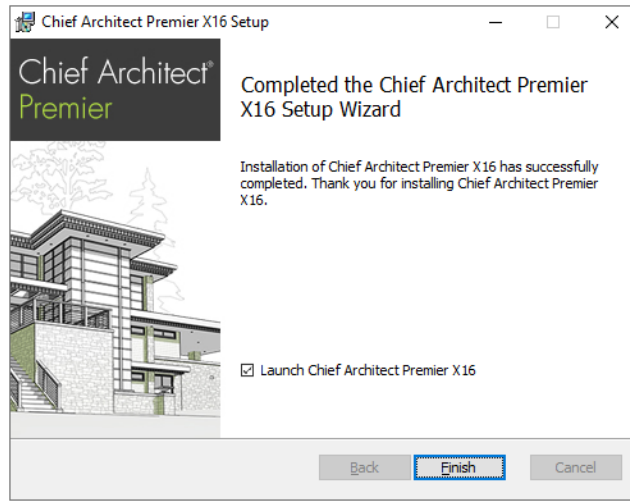 Chief Architect Premier X16 Setup
Chief Architect®
Premier
Completed the Chief Architect Premier
X16 Setup Wizard
Installation of Chief Architect Premier X16 has successfully
completed. Thank you for installing Chief Architect Premier
X16.
Launch Chief Architect Premier X16
Back Finish Cancel